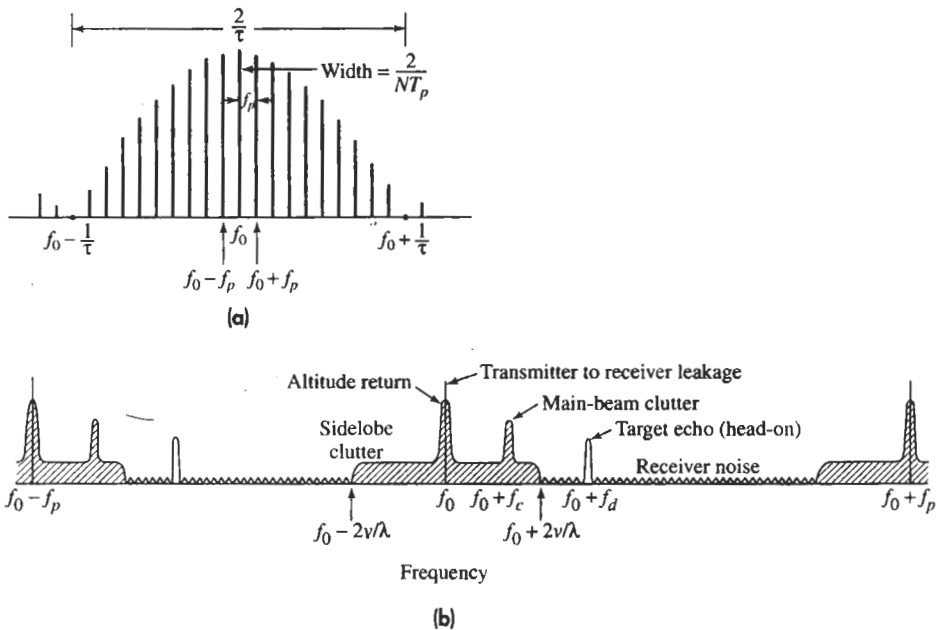 2/τ
Width = 2/NTp
fp
f0 − 1/τ
f0
f0 + 1/τ
f0 − fp
f0 + fp
(a)
Altitude return
Transmitter to receiver leakage
Main-beam clutter
Sidelobe
clutter
Target echo (head-on)
Receiver noise
f0 − fp
f0
f0 + fc
f0 + fd
f0 + fp
f0 − 2v/λ
f0 + 2v/λ
Frequency
(b)